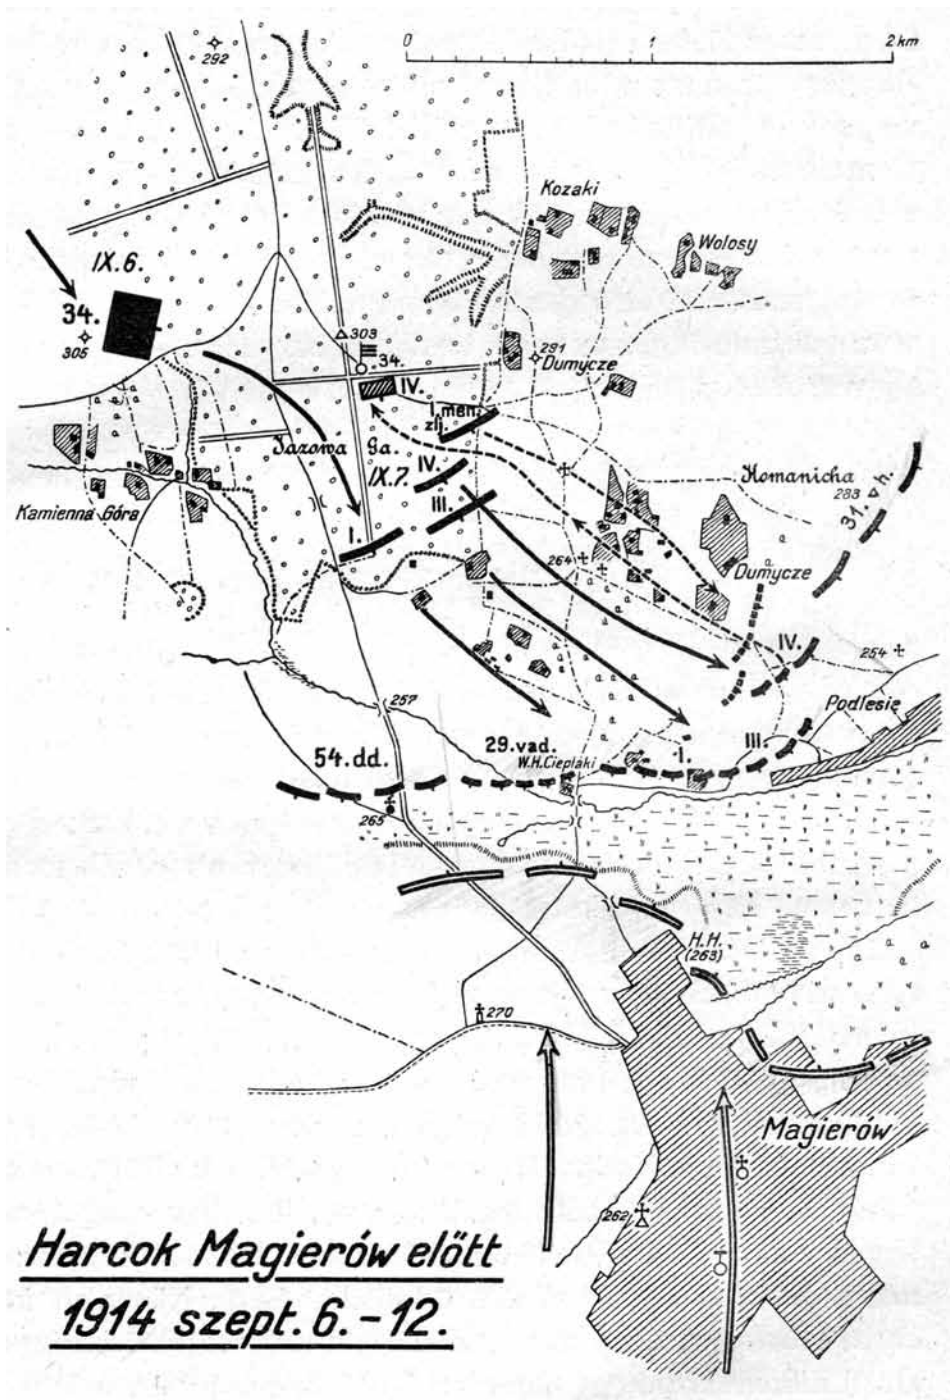 0 1 2 km
292
Kozaki
Wolosy
IX.6.
34.
305
303
34.
IV.
291
Dumycze
I. men.
zlj.
Jazowa Ga.
IX.7.
IV.
III.
I.
Komanicha
283
31. h.
Kamienna Góra
264
Dumycze
IV.
254
Podlesie
257
54. dd.
29. vad.
W.H. Cieplaki
I.
III.
265
H.H.
(263)
270
Magierów
262
Harcok Magierów előtt
1914 szept. 6.-12.